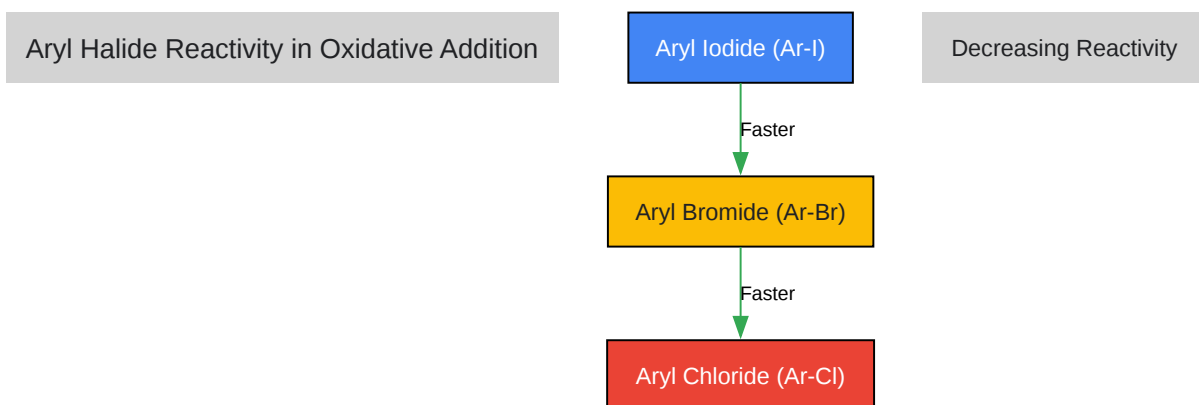 Aryl Halide Reactivity in Oxidative Addition
Aryl Iodide (Ar-I)
Decreasing Reactivity
Faster
Aryl Bromide (Ar-Br)
Faster
Aryl Chloride (Ar-Cl)